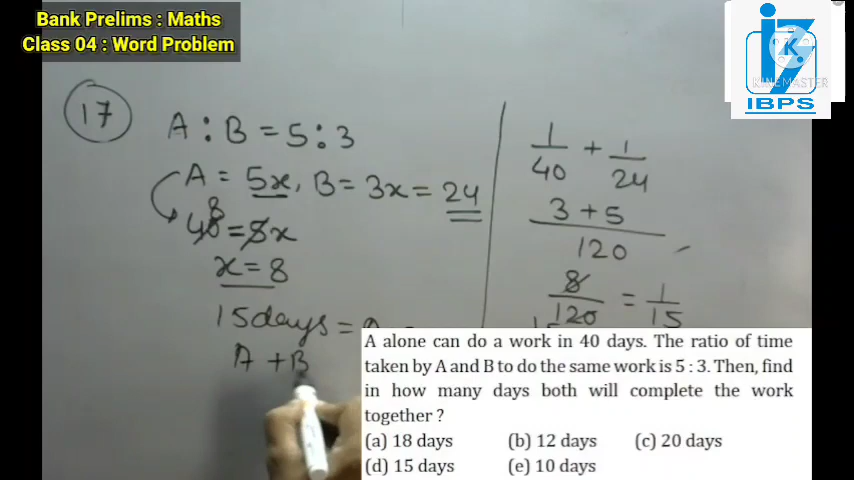 Bank Prelims : Maths
Class 04 : Word Problem
K
KINEMASTER
IBPS
17
A : B = 5 : 3
A = 5x, B = 3x = 24
8
40 = 5x
x = 8
15days =
A + B
1/40 + 1/24
3 + 5
120
8/120 = 1/15
A alone can do a work in 40 days. The ratio of time
taken by A and B to do the same work is 5 : 3. Then, find
in how many days both will complete the work
together ?
(a) 18 days (b) 12 days (c) 20 days
(d) 15 days (e) 10 days